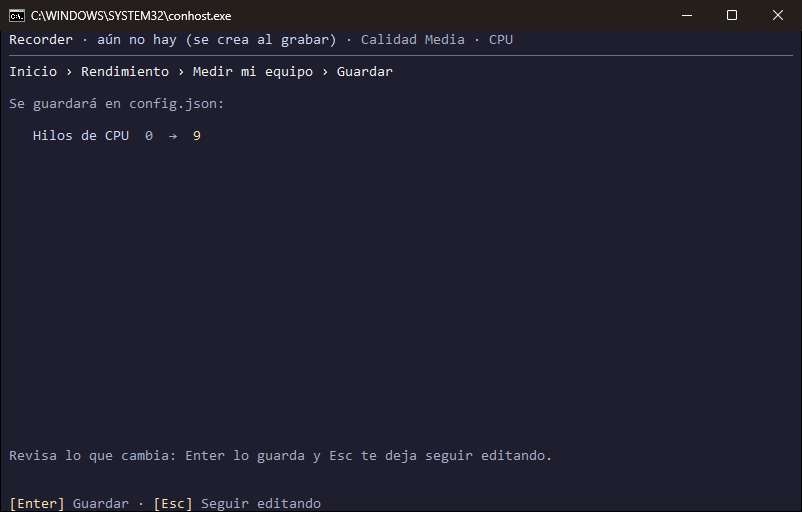 C:\WINDOWS\SYSTEM32\conhost.exe
Recorder · aún no hay (se crea al grabar) · Calidad Media · CPU
Inicio › Rendimiento › Medir mi equipo › Guardar
Se guardará en config.json:
Hilos de CPU 0 → 9
Revisa lo que cambia: Enter lo guarda y Esc te deja seguir editando.
[Enter] Guardar · [Esc] Seguir editando